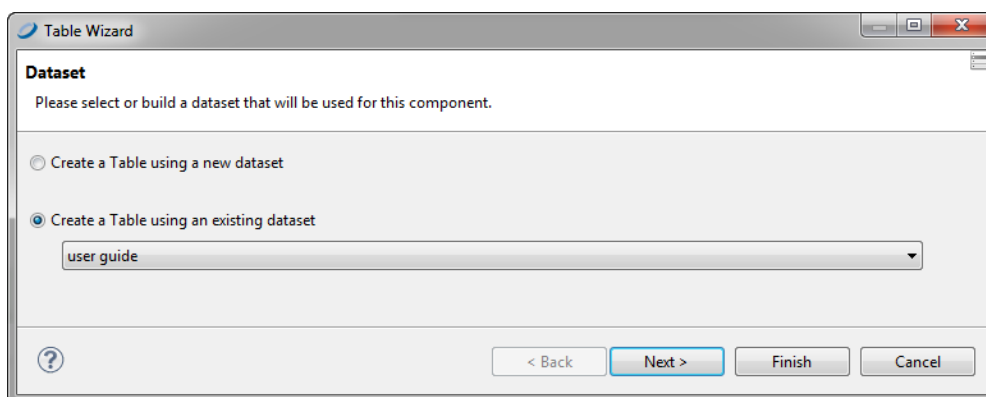 Table Wizard
Dataset
Please select or build a dataset that will be used for this component.
Create a Table using a new dataset
Create a Table using an existing dataset
user guide
? < Back Next > Finish Cancel